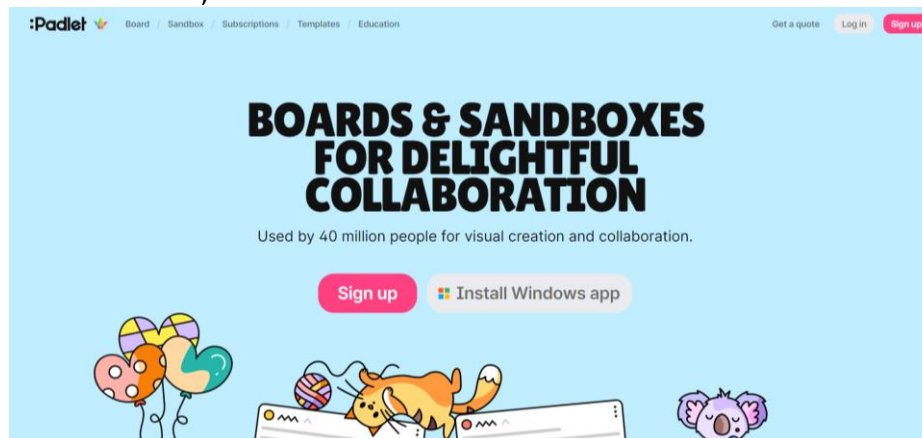 :Padlet Board / Sandbox / Subscriptions / Templates / Education Get a quote Log in Sign up
BOARDS & SANDBOXES
FOR DELIGHTFUL
COLLABORATION
Used by 40 million people for visual creation and collaboration.
Sign up Install Windows app